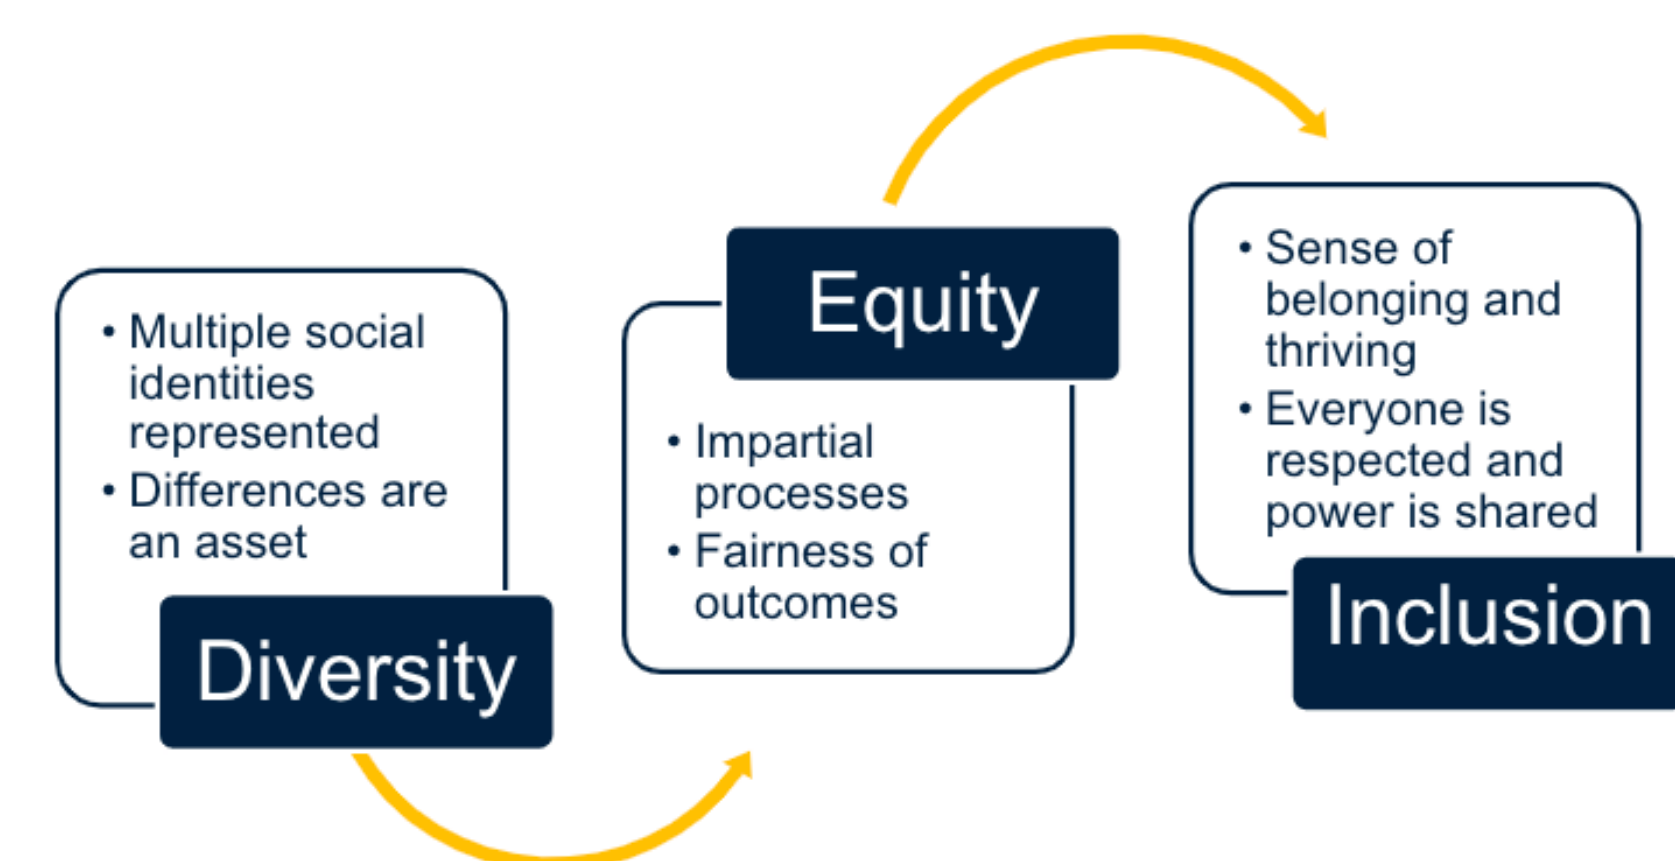 • Multiple social
identities
represented
• Differences are
an asset
Diversity
Equity
• Impartial
processes
• Fairness of
outcomes
• Sense of
belonging and
thriving
• Everyone is
respected and
power is shared
Inclusion